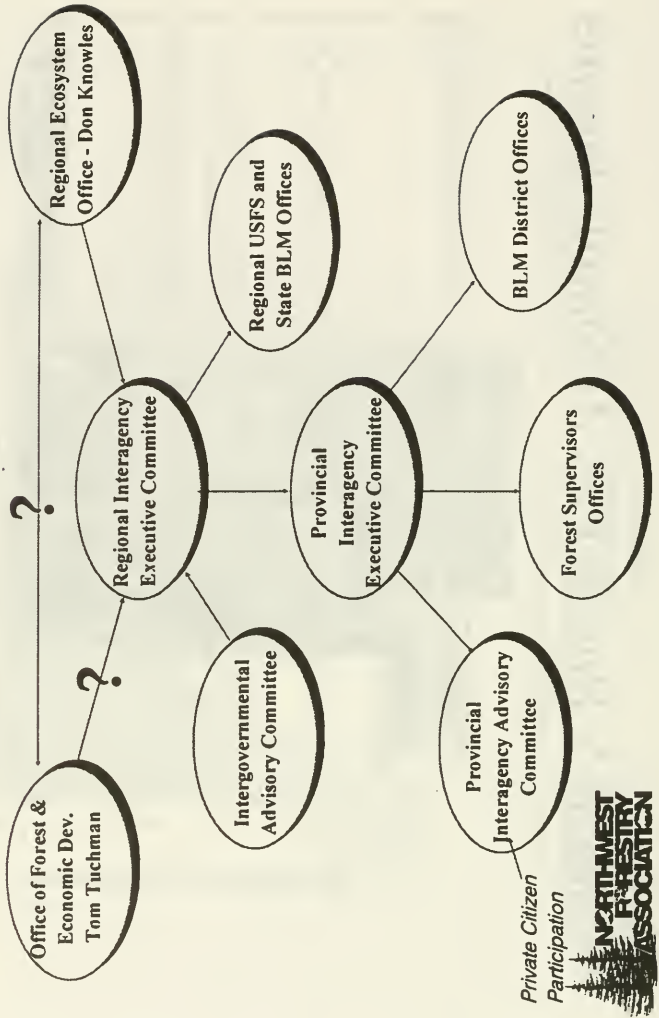 ?
Office of Forest &
Economic Dev.
Tom Tuchman
Regional Ecosystem
Office - Don Knowles
?
Regional Interagency
Executive Committee
Intergovernmental
Advisory Committee
Regional USFS and
State BLM Offices
Provincial
Interagency
Executive Committee
Provincial
Interagency Advisory
Committee
Forest Supervisors
Offices
BLM District Offices
Private Citizen
Participation
NORTHWEST
FORESTRY
ASSOCIATION